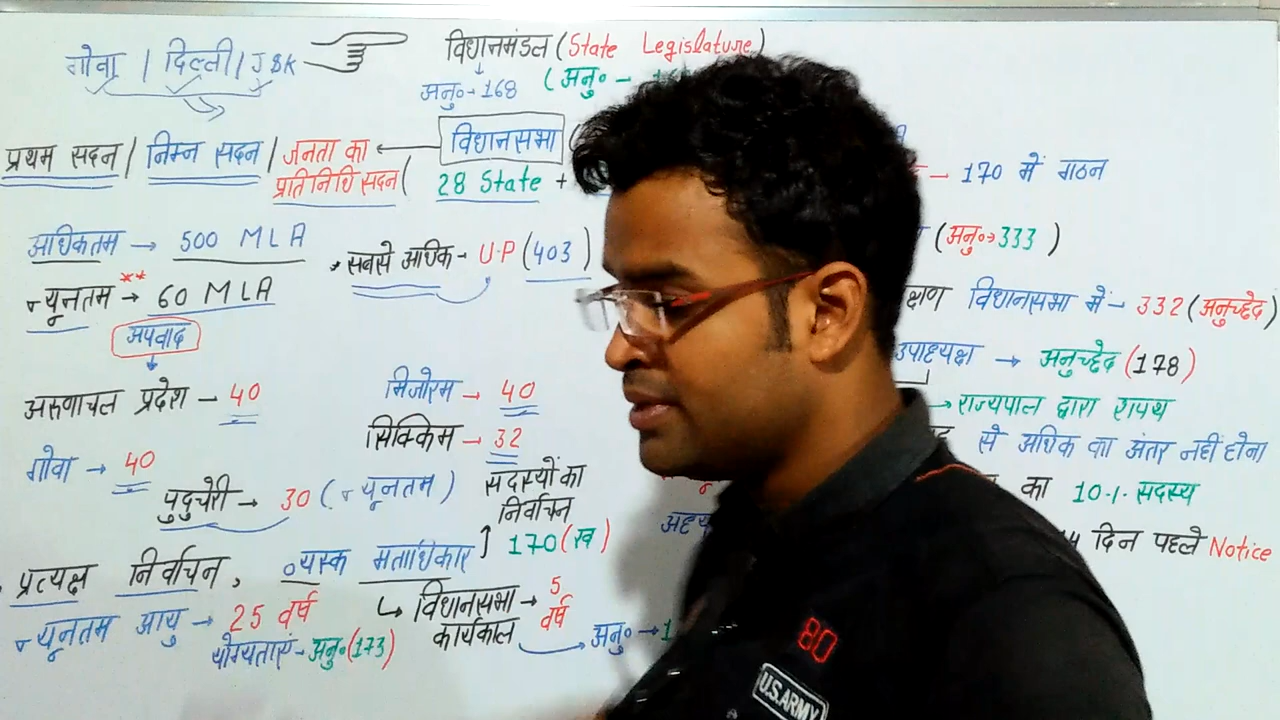 गोवा / दिल्ली / J&K
विधानमंडल (State Legislature)
अनु०-168 (अनु० -
प्रथम सदन / निम्न सदन / जनता का प्रतिनिधि सदन (
विधानसभा (
28 State +
- 170 में गठन
अधिकतम → 500 MLA
सबसे अधिक - U.P (403)
(अनु०→333)
** न्यूनतम → 60 MLA
विधानसभा में - 332 (अनुच्छेद)
अपवाद
उपाध्यक्ष → अनुच्छेद (178)
अरुणाचल प्रदेश - 40
मिजोरम → 40
→ राज्यपाल द्वारा शपथ
सिक्किम → 32
से अधिक का अंतर नहीं होना
गोवा → 40
का 10% सदस्य
पुदुचेरी → 30 (न्यूनतम)
सदस्यों का निर्वाचन
170 (ख)
दिन पहले Notice
प्रत्यक्ष निर्वाचन, व्यस्क मताधिकार
न्यूनतम आयु → 25 वर्ष
विधानसभा कार्यकाल → 5 वर्ष
अनु० → 1
योग्यताएं - अनु० (173)
80
U.S. ARMY